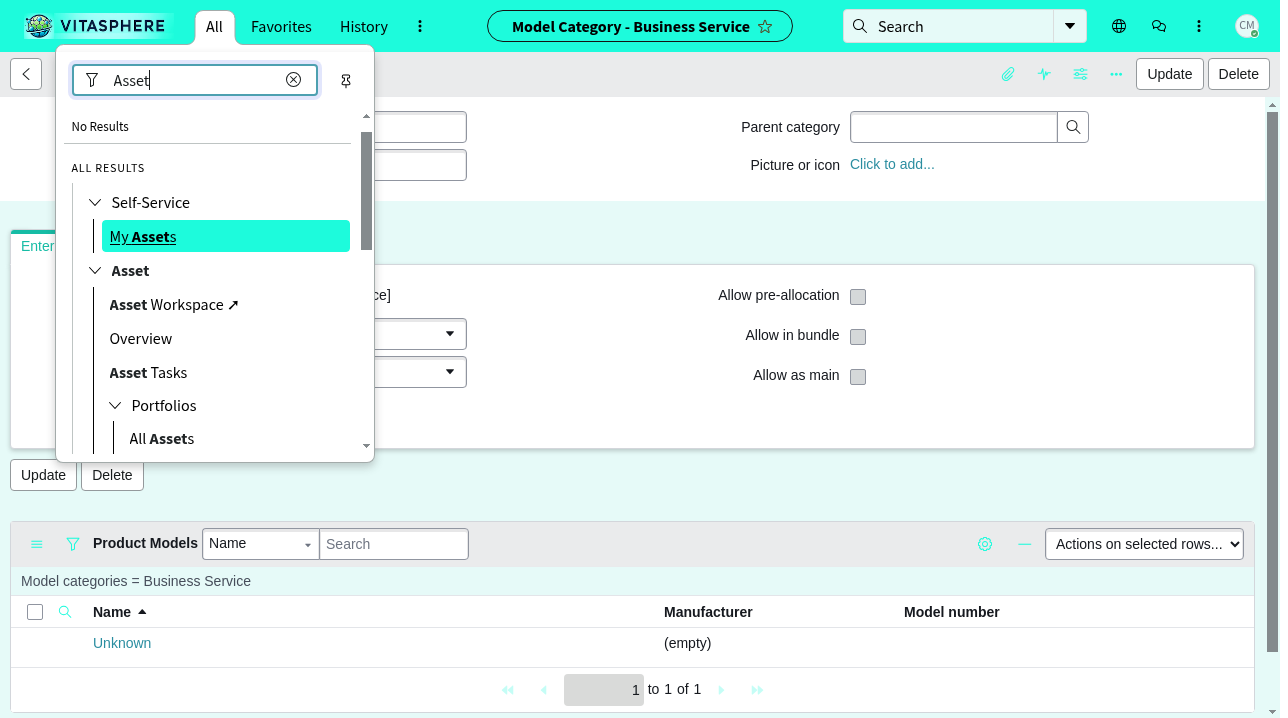 VITASPHERE
All
Favorites
History
Model Category - Business Service
Search
CM
Asset
Update
Delete
No Results
ALL RESULTS
Self-Service
My Assets
Asset
Asset Workspace ➚
Overview
Asset Tasks
Portfolios
All Assets
Parent category
Picture or icon
Click to add...
Enter
ce]
Allow pre-allocation
Allow in bundle
Allow as main
Update
Delete
Product Models
Name
Search
Actions on selected rows...
Model categories = Business Service
Name
Manufacturer
Model number
Unknown
(empty)
1 to 1 of 1